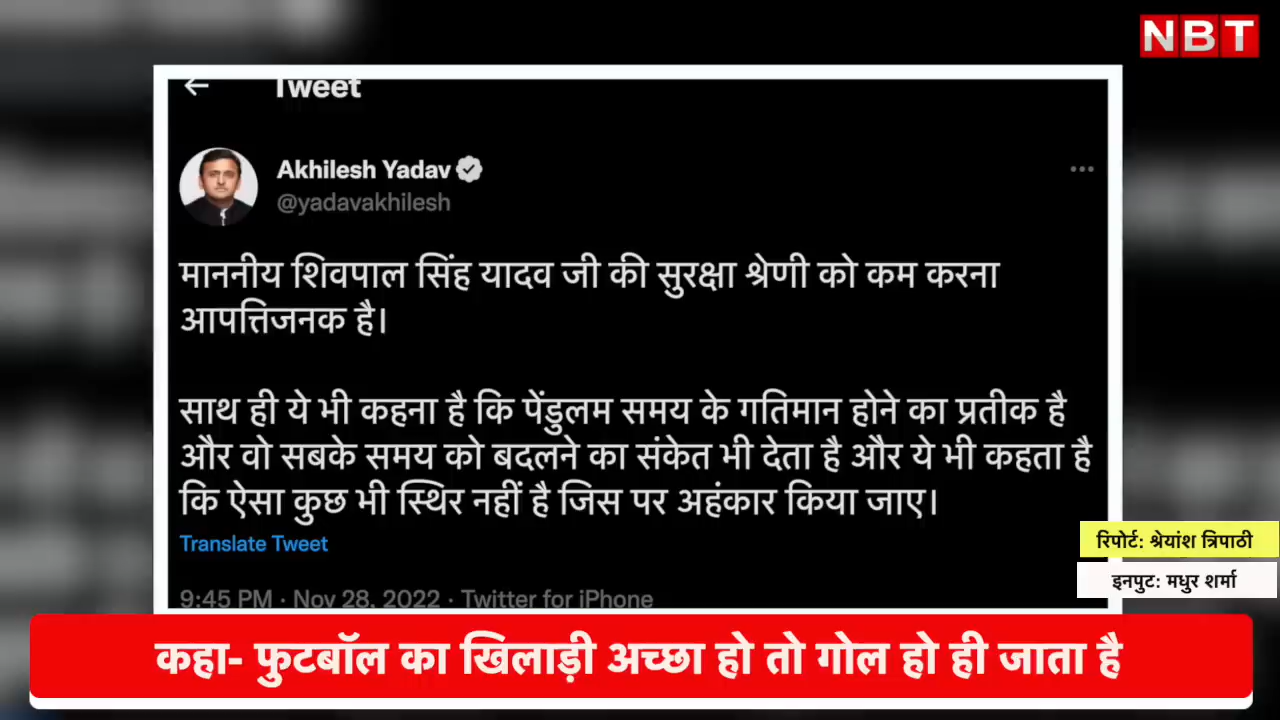 NBT
Tweet
Akhilesh Yadav
@yadavakhilesh
माननीय शिवपाल सिंह यादव जी की सुरक्षा श्रेणी को कम करना
आपत्तिजनक है।
साथ ही ये भी कहना है कि पेंडुलम समय के गतिमान होने का प्रतीक है
और वो सबके समय को बदलने का संकेत भी देता है और ये भी कहता है
कि ऐसा कुछ भी स्थिर नहीं है जिस पर अहंकार किया जाए।
Translate Tweet
9:45 PM · Nov 28, 2022 · Twitter for iPhone
रिपोर्ट: श्रेयांश त्रिपाठी
इनपुट: मधुर शर्मा
कहा- फुटबॉल का खिलाड़ी अच्छा हो तो गोल हो ही जाता है